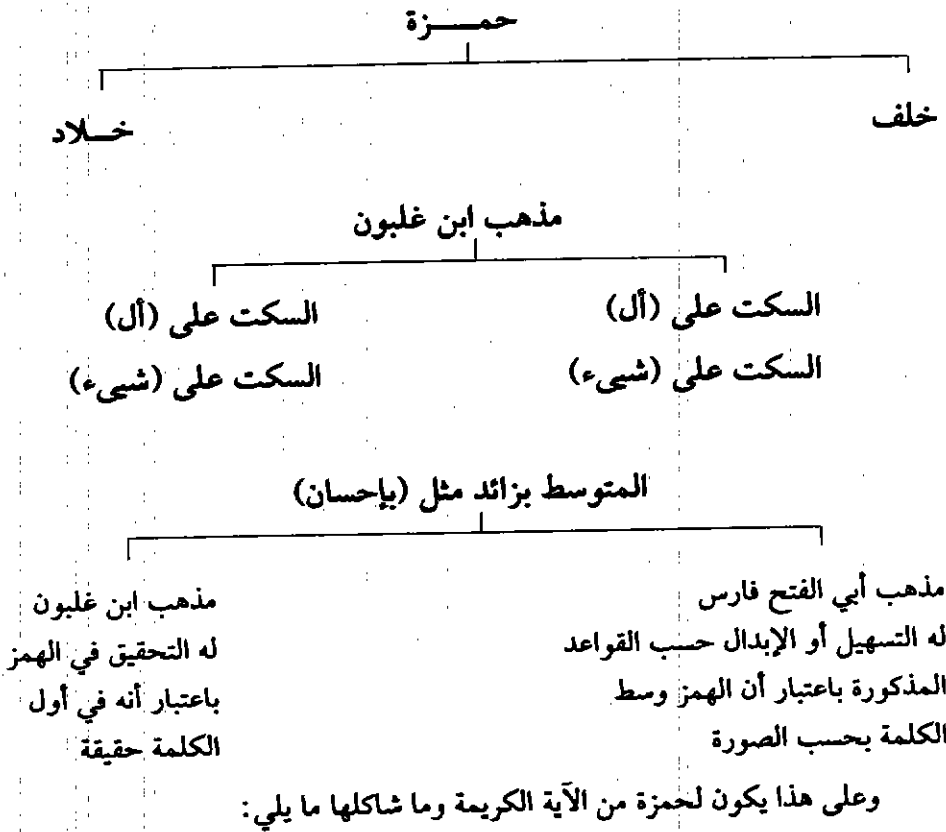 حمـــــزة
خلف خـــلاد
مذهب ابن غلبون
السكت على (أل) السكت على (أل)
السكت على (شيىء) السكت على (شيىء)
المتوسط بزائد مثل (بإحسان)
مذهب أبي الفتح فارس
له التسهيل أو الإبدال حسب القواعد
المذكورة باعتبار أن الهمز وسط
الكلمة بحسب الصورة
مذهب ابن غلبون
له التحقيق في الهمز
باعتبار أنه في أول
الكلمة حقيقة
وعلى هذا يكون لحمزة من الآية الكريمة وما شاكلها ما يلي: